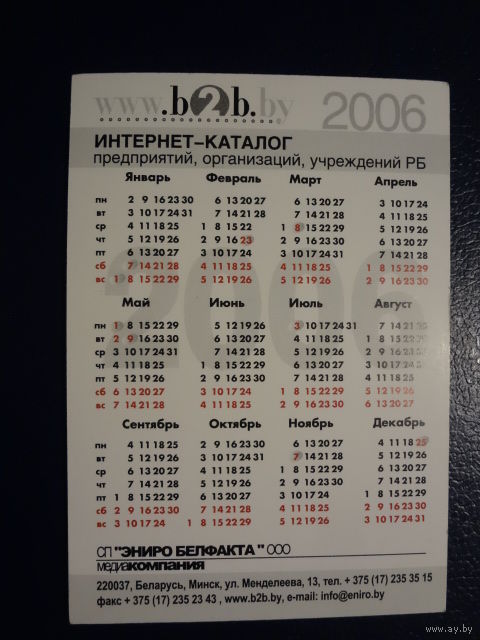 www.b2b.by 2006
ИНТЕРНЕТ-КАТАЛОГ
предприятий, организаций, учреждений РБ
Январь Февраль Март Апрель
пн 2 9 16 23 30 6 13 20 27 6 13 20 27 3 10 17 24
вт 3 10 17 24 31 7 14 21 28 7 14 21 28 4 11 18 25
ср 4 11 18 25 1 8 15 22 1 8 15 22 29 5 12 19 26
чт 5 12 19 26 2 9 16 23 2 9 16 23 30 6 13 20 27
пт 6 13 20 27 3 10 17 24 3 10 17 24 31 7 14 21 28
сб 7 14 21 28 4 11 18 25 4 11 18 25 1 8 15 22 29
вс 1 8 15 22 29 5 12 19 26 5 12 19 26 2 9 16 23 30
2006
Май Июнь Июль Август
пн 1 8 15 22 29 5 12 19 26 3 10 17 24 31 7 14 21
вт 2 9 16 23 30 6 13 20 27 4 11 18 25 1 8 15 22 29
ср 3 10 17 24 31 7 14 21 28 5 12 19 26 2 9 16 23 30
чт 4 11 18 25 1 8 15 22 29 6 13 20 27 3 10 17 24 31
пт 5 12 19 26 2 9 16 23 30 7 14 21 28 4 11 18 25
сб 6 13 20 27 3 10 17 24 1 8 15 22 29 5 12 19 26
вс 7 14 21 28 4 11 18 25 2 9 16 23 30 6 13 20 27
Сентябрь Октябрь Ноябрь Декабрь
пн 4 11 18 25 2 9 16 23 30 6 13 20 27 4 11 18 25
вт 5 12 19 26 3 10 17 24 31 7 14 21 28 5 12 19 26
ср 6 13 20 27 4 11 18 25 1 8 15 22 29 6 13 20 27
чт 7 14 21 28 5 12 19 26 2 9 16 23 30 7 14 21 28
пт 1 8 15 22 29 6 13 20 27 3 10 17 24 1 8 15 22 29
сб 2 9 16 23 30 7 14 21 28 4 11 18 25 2 9 16 23 30
вс 3 10 17 24 1 8 15 22 29 5 12 19 26 3 10 17 24 31
СП "ЭНИРО БЕЛФАКТА" ООО
медиакомпания
220037, Беларусь, Минск, ул. Менделеева, 13, тел. + 375 (17) 235 35 15
факс + 375 (17) 235 23 43 , www.b2b.by, e-mail: info@eniro.by
www.ay.by